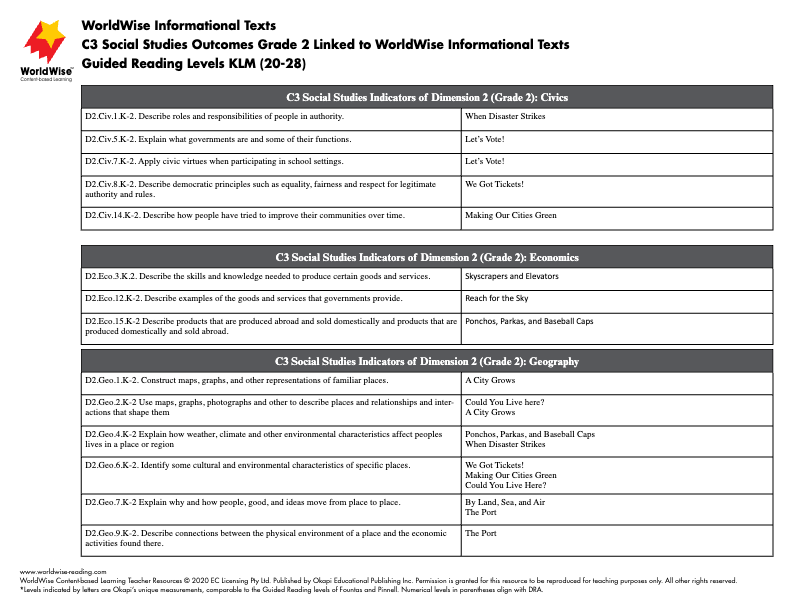 WorldWise Informational Texts
C3 Social Studies Outcomes Grade 2 Linked to WorldWise Informational Texts
Guided Reading Levels KLM (20-28)
WorldWise™
Content-based Learning
C3 Social Studies Indicators of Dimension 2 (Grade 2): Civics
D2.Civ.1.K-2. Describe roles and responsibilities of people in authority.
When Disaster Strikes
D2.Civ.5.K-2. Explain what governments are and some of their functions.
Let's Vote!
D2.Civ.7.K-2. Apply civic virtues when participating in school settings.
Let's Vote!
D2.Civ.8.K-2. Describe democratic principles such as equality, fairness and respect for legitimate
authority and rules.
We Got Tickets!
D2.Civ.14.K-2. Describe how people have tried to improve their communities over time.
Making Our Cities Green
C3 Social Studies Indicators of Dimension 2 (Grade 2): Economics
D2.Eco.3.K.2. Describe the skills and knowledge needed to produce certain goods and services.
Skyscrapers and Elevators
D2.Eco.12.K-2. Describe examples of the goods and services that governments provide.
Reach for the Sky
D2.Eco.15.K-2 Describe products that are produced abroad and sold domestically and products that are
produced domestically and sold abroad.
Ponchos, Parkas, and Baseball Caps
C3 Social Studies Indicators of Dimension 2 (Grade 2): Geography
D2.Geo.1.K-2. Construct maps, graphs, and other representations of familiar places.
A City Grows
D2.Geo.2.K-2 Use maps, graphs, photographs and other to describe places and relationships and inter-
actions that shape them
Could You Live here?
A City Grows
D2.Geo.4.K-2 Explain how weather, climate and other environmental characteristics affect peoples
lives in a place or region
Ponchos, Parkas, and Baseball Caps
When Disaster Strikes
D2.Geo.6.K-2. Identify some cultural and environmental characteristics of specific places.
We Got Tickets!
Making Our Cities Green
Could You Live Here?
D2.Geo.7.K-2 Explain why and how people, good, and ideas move from place to place.
By Land, Sea, and Air
The Port
D2.Geo.9.K-2. Describe connections between the physical environment of a place and the economic
activities found there.
The Port
www.worldwise-reading.com
WorldWise Content-based Learning Teacher Resources © 2020 EC Licensing Pty Ltd. Published by Okapi Educational Publishing Inc. Permission is granted for this resource to be reproduced for teaching purposes only. All other rights reserved.
*Levels indicated by letters are Okapi's unique measurements, comparable to the Guided Reading levels of Fountas and Pinnell. Numerical levels in parentheses align with DRA.